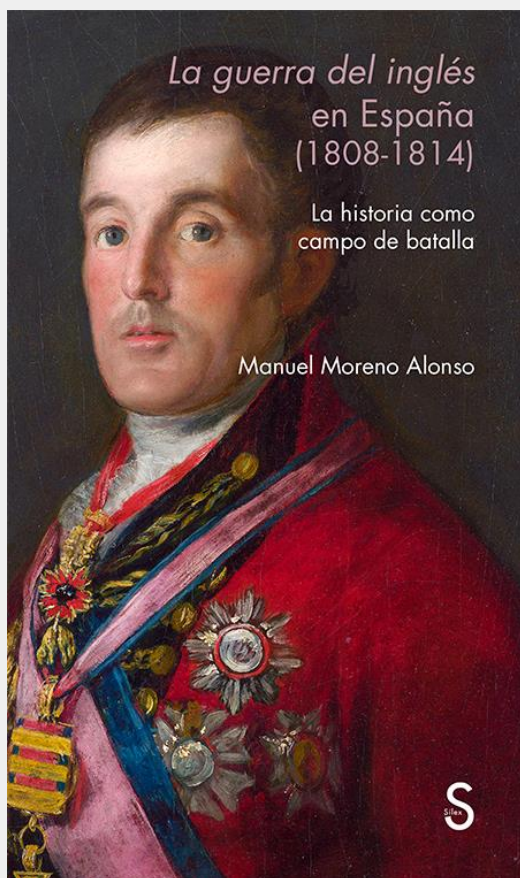 La guerra del inglés
en España
(1808-1814)
La historia como
campo de batalla
Manuel Moreno Alonso
S
Sílex